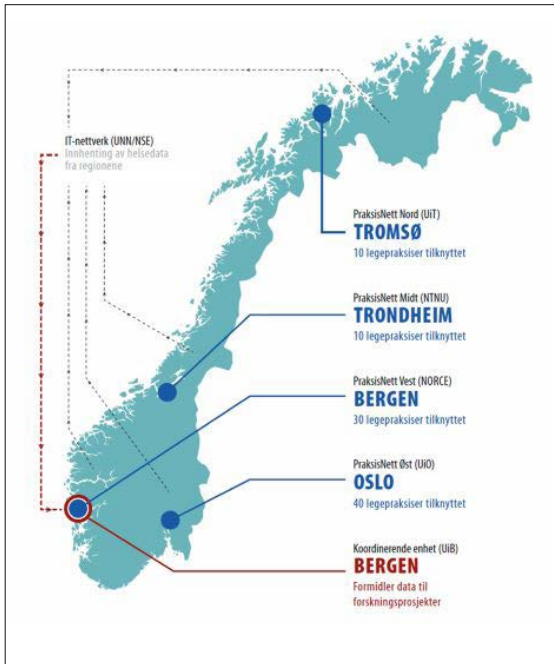 IT-nettverk (UNN/NSE)
Innhenting av helsedata
fra regionene
PraksisNett Nord (UiT)
TROMSØ
10 legepraksiser tilknyttet
PraksisNett Midt (NTNU)
TRONDHEIM
10 legepraksiser tilknyttet
PraksisNett Vest (NORCE)
BERGEN
30 legepraksiser tilknyttet
PraksisNett Øst (UiO)
OSLO
40 legepraksiser tilknyttet
Koordinerende enhet (UiB)
BERGEN
Formidler data til
forskningsprosjekter